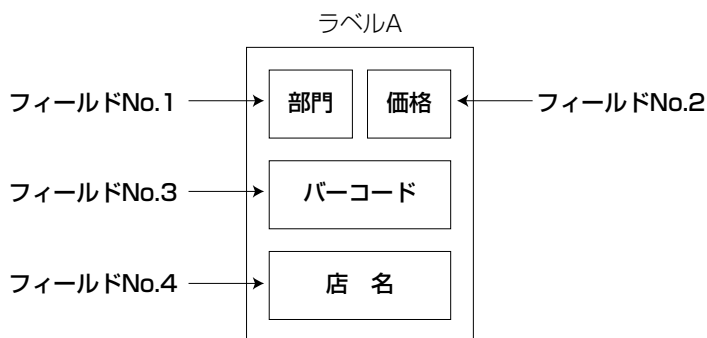 ラベルA
フィールドNo.1 部門 価格 フィールドNo.2
フィールドNo.3 バーコード
フィールドNo.4 店　名